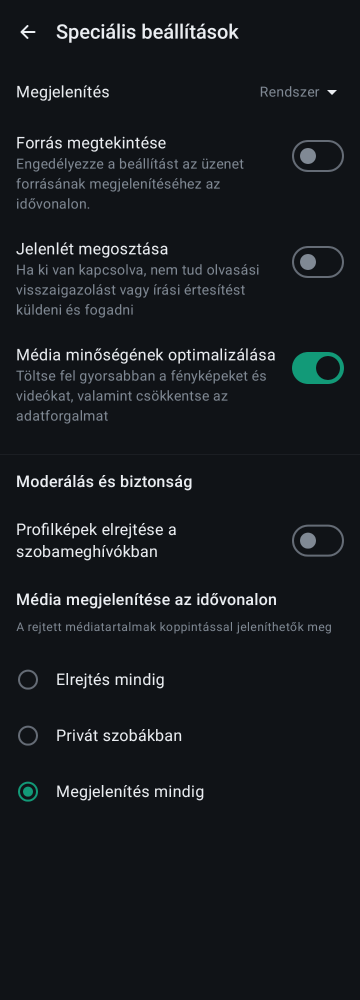 Speciális beállítások
Megjelenítés
Rendszer
Forrás megtekintése
Engedélyezze a beállítást az üzenet
forrásának megjelenítéséhez az
idővonalon.
Jelenlét megosztása
Ha ki van kapcsolva, nem tud olvasási
visszaigazolást vagy írási értesítést
küldeni és fogadni
Média minőségének optimalizálása
Töltse fel gyorsabban a fényképeket és
videókat, valamint csökkentse az
adatforgalmat
Moderálás és biztonság
Profilképek elrejtése a
szobameghívókban
Média megjelenítése az idővonalon
A rejtett médiatartalmak koppintással jeleníthetők meg
Elrejtés mindig
Privát szobákban
Megjelenítés mindig